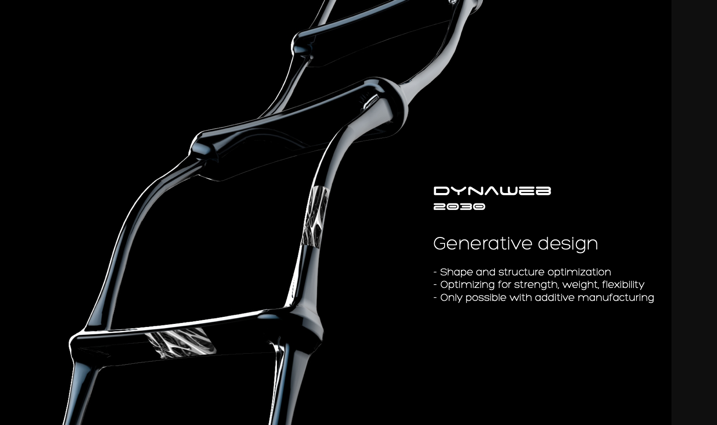 DYNAWEB
2030
Generative design
- Shape and structure optimization
- Optimizing for strength, weight, flexibility
- Only possible with additive manufacturing